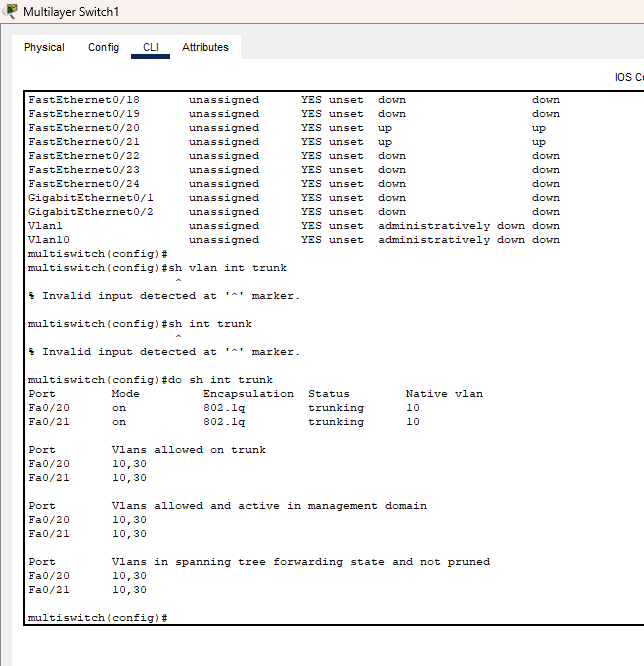 Multilayer Switch1
Physical Config CLI Attributes
IOS Co
FastEthernet0/18 unassigned YES unset down down
FastEthernet0/19 unassigned YES unset down down
FastEthernet0/20 unassigned YES unset up up
FastEthernet0/21 unassigned YES unset up up
FastEthernet0/22 unassigned YES unset down down
FastEthernet0/23 unassigned YES unset down down
FastEthernet0/24 unassigned YES unset down down
GigabitEthernet0/1 unassigned YES unset down down
GigabitEthernet0/2 unassigned YES unset down down
Vlan1 unassigned YES unset administratively down down
Vlan10 unassigned YES unset administratively down down
multiswitch(config)#
multiswitch(config)#sh vlan int trunk
^
% Invalid input detected at '^' marker.
multiswitch(config)#sh int trunk
^
% Invalid input detected at '^' marker.
multiswitch(config)#do sh int trunk
Port Mode Encapsulation Status Native vlan
Fa0/20 on 802.1q trunking 10
Fa0/21 on 802.1q trunking 10
Port Vlans allowed on trunk
Fa0/20 10,30
Fa0/21 10,30
Port Vlans allowed and active in management domain
Fa0/20 10,30
Fa0/21 10,30
Port Vlans in spanning tree forwarding state and not pruned
Fa0/20 10,30
Fa0/21 10,30
multiswitch(config)#